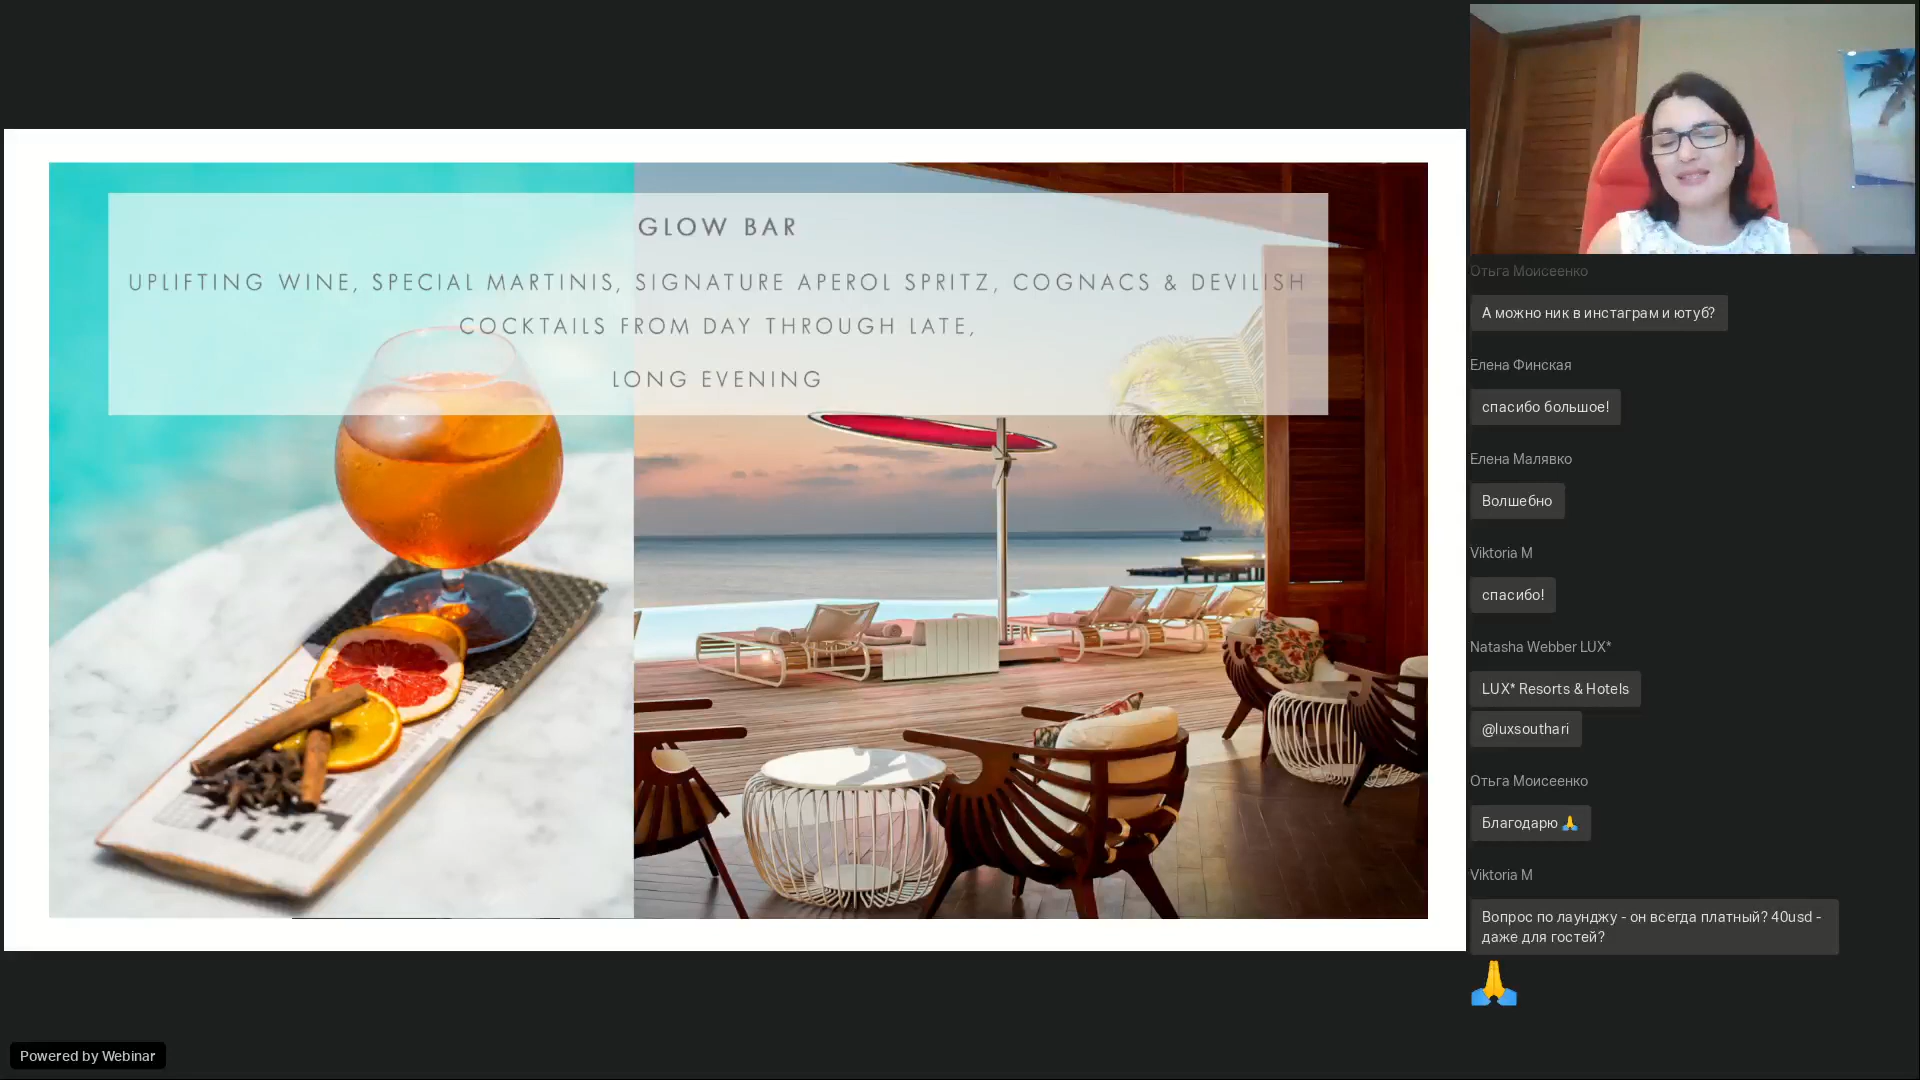 GLOW BAR
UPLIFTING WINE, SPECIAL MARTINIS, SIGNATURE APEROL SPRITZ, COGNACS & DEVILISH
COCKTAILS FROM DAY THROUGH LATE,
LONG EVENING
Отьга Моисеенко
А можно ник в инстаграм и ютуб?
Елена Финская
спасибо большое!
Елена Малявко
Волшебно
Viktoria M
спасибо!
Natasha Webber LUX*
LUX* Resorts & Hotels
@luxsouthari
Отьга Моисеенко
Благодарю 🙏
Viktoria M
Вопрос по лаунджу - он всегда платный? 40usd -
даже для гостей?
🙏
Powered by Webinar